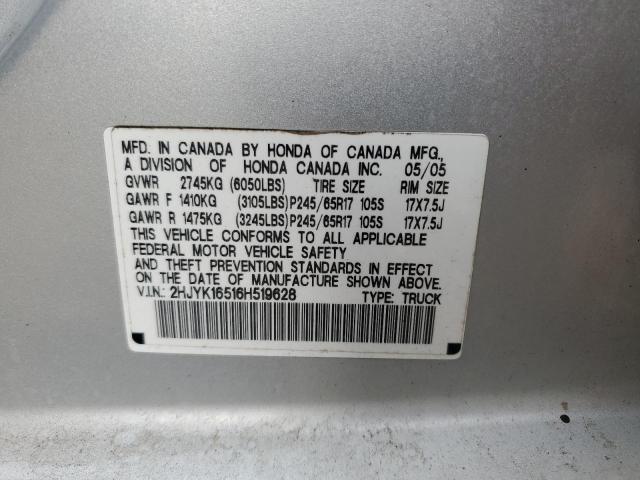 MFD. IN CANADA BY HONDA OF CANADA MFG.,
A DIVISION OF HONDA CANADA INC. 05/05
GVWR 2745KG (6050LBS) TIRE SIZE RIM SIZE
GAWR F 1410KG (3105LBS)P245/65R17 105S 17X7.5J
GAWR R 1475KG (3245LBS)P245/65R17 105S 17X7.5J
THIS VEHICLE CONFORMS TO ALL APPLICABLE
FEDERAL MOTOR VEHICLE SAFETY
AND THEFT PREVENTION STANDARDS IN EFFECT
ON THE DATE OF MANUFACTURE SHOWN ABOVE.
V.I.N.: 2HJYK16516H519626 TYPE: TRUCK